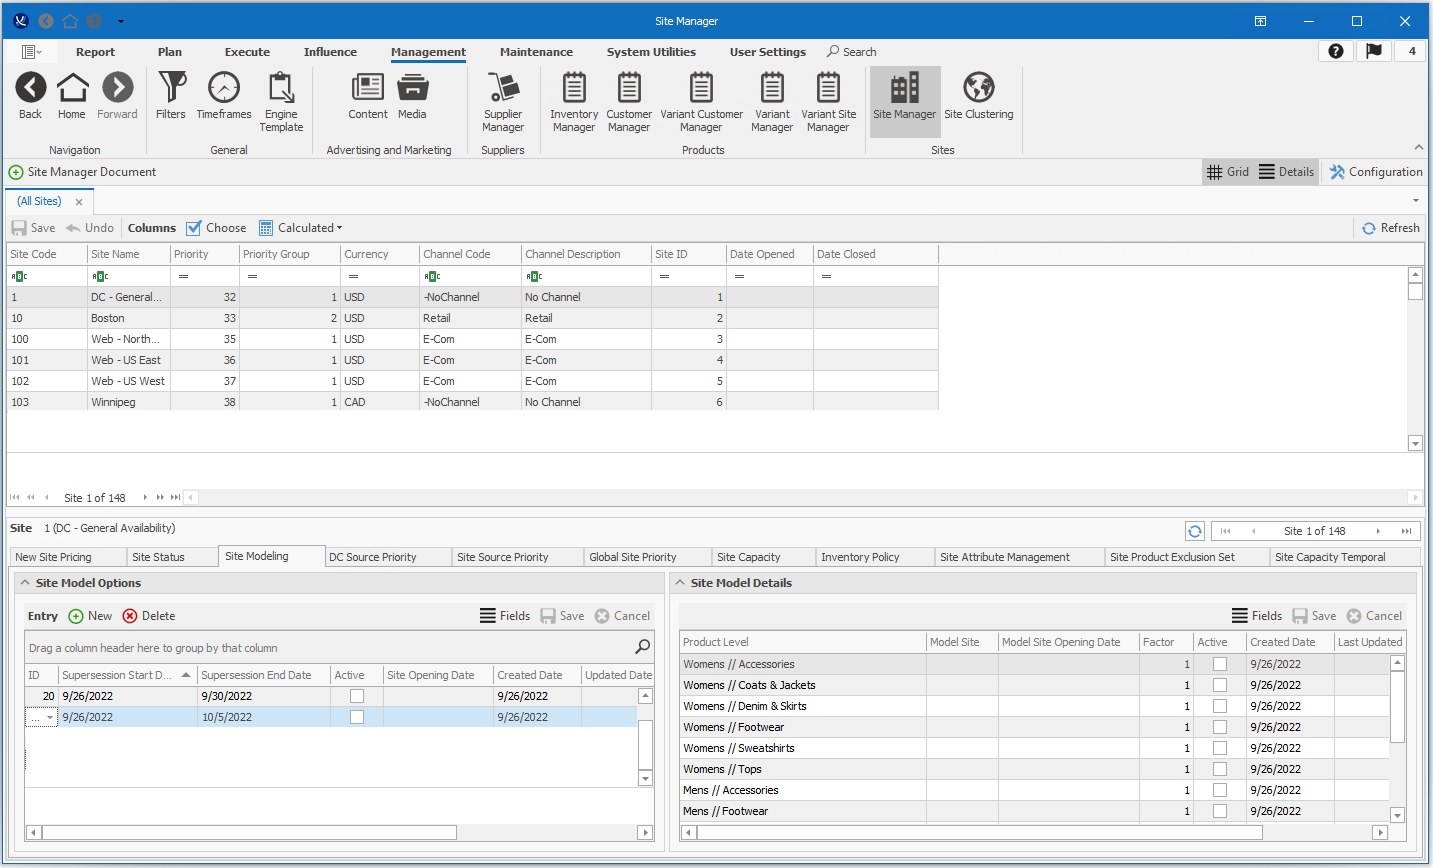 Site Manager
Report Plan Execute Influence Management Maintenance System Utilities User Settings Search 4
Back Home Forward Filters Timeframes Engine Template Content Media Supplier Manager Inventory Manager Customer Manager Variant Customer Manager Variant Manager Variant Site Manager Site Manager Site Clustering
Navigation General Advertising and Marketing Suppliers Products Sites
Site Manager Document Grid Details Configuration
(All Sites)
Save Undo Columns Choose Calculated Refresh
Site Code Site Name Priority Priority Group Currency Channel Code Channel Description Site ID Date Opened Date Closed
ABC ABC = = = ABC ABC = = =
1 DC - General... 32 1 USD -NoChannel No Channel 1
10 Boston 33 2 USD Retail Retail 2
100 Web - North... 35 1 USD E-Com E-Com 3
101 Web - US East 36 1 USD E-Com E-Com 4
102 Web - US West 37 1 USD E-Com E-Com 5
103 Winnipeg 38 1 CAD -NoChannel No Channel 6
Site 1 of 148
Site 1 (DC - General Availability) Site 1 of 148
New Site Pricing Site Status Site Modeling DC Source Priority Site Source Priority Global Site Priority Site Capacity Inventory Policy Site Attribute Management Site Product Exclusion Set Site Capacity Temporal
Site Model Options
Entry New Delete Fields Save Cancel
Drag a column header here to group by that column
ID Supersession Start D... Supersession End Date Active Site Opening Date Created Date Updated Date
20 9/26/2022 9/30/2022 9/26/2022
... 9/26/2022 10/5/2022 9/26/2022
Site Model Details
Fields Save Cancel
Product Level Model Site Model Site Opening Date Factor Active Created Date Last Updated
Womens // Accessories 1 9/26/2022
Womens // Coats & Jackets 1 9/26/2022
Womens // Denim & Skirts 1 9/26/2022
Womens // Footwear 1 9/26/2022
Womens // Sweatshirts 1 9/26/2022
Womens // Tops 1 9/26/2022
Mens // Accessories 1 9/26/2022
Mens // Footwear 1 9/26/2022